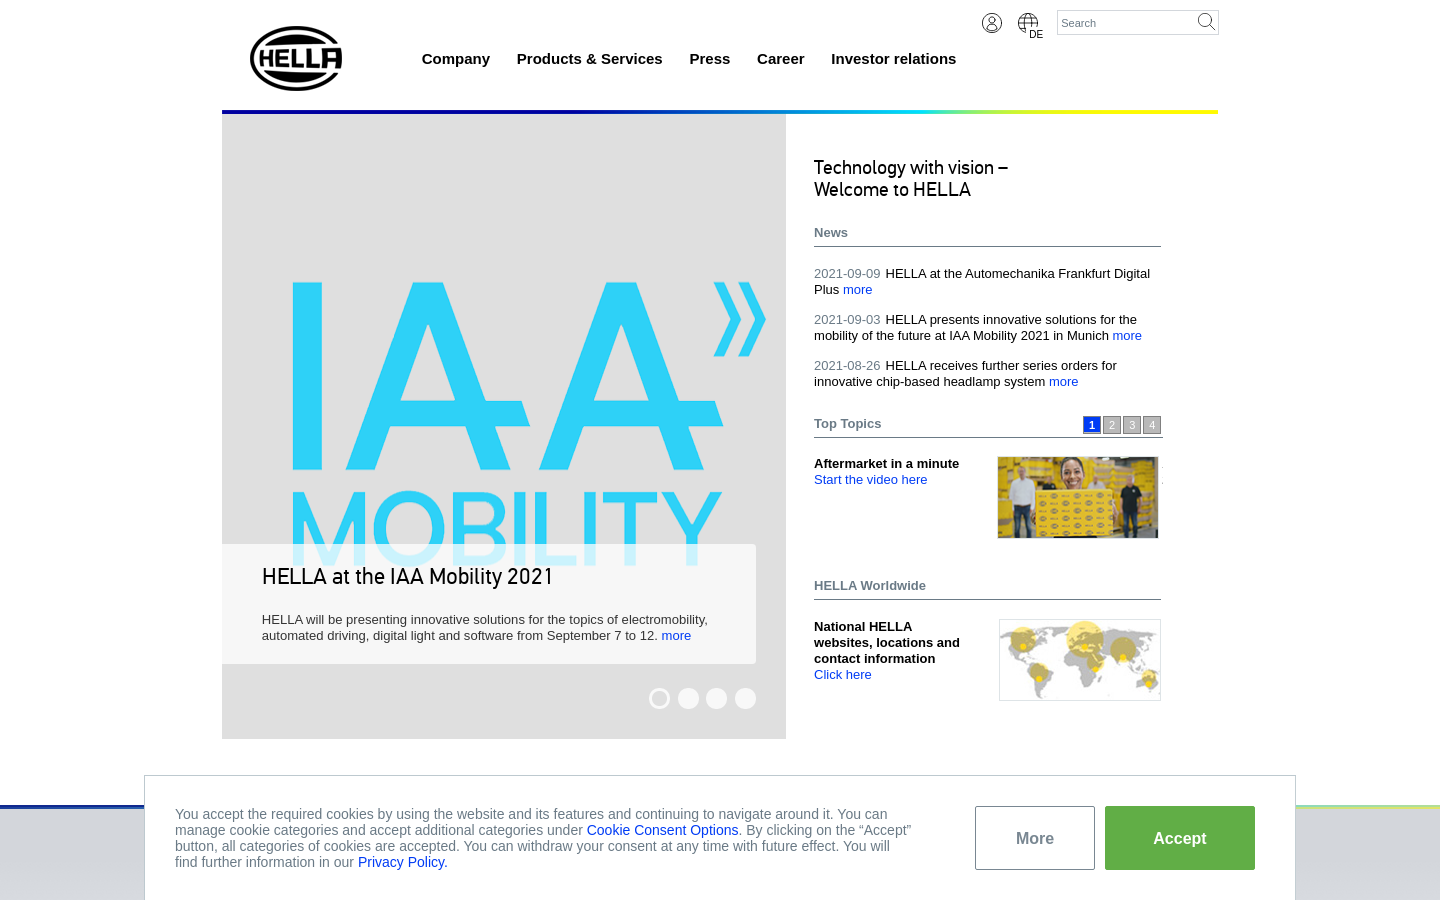 DE
Search
HELLA
Company
Products & Services
Press
Career
Investor relations
IAA
MOBILITY
HELLA at the IAA Mobility 2021
HELLA will be presenting innovative solutions for the topics of electromobility,
automated driving, digital light and software from September 7 to 12. more
Technology with vision –
Welcome to HELLA
News
2021-09-09 HELLA at the Automechanika Frankfurt Digital
Plus more
2021-09-03 HELLA presents innovative solutions for the
mobility of the future at IAA Mobility 2021 in Munich more
2021-08-26 HELLA receives further series orders for
innovative chip-based headlamp system more
Top Topics
1 2 3 4
Aftermarket in a minute
Start the video here
HELLA Worldwide
National HELLA
websites, locations and
contact information
Click here
You accept the required cookies by using the website and its features and continuing to navigate around it. You can
manage cookie categories and accept additional categories under Cookie Consent Options. By clicking on the “Accept”
button, all categories of cookies are accepted. You can withdraw your consent at any time with future effect. You will
find further information in our Privacy Policy.
More
Accept